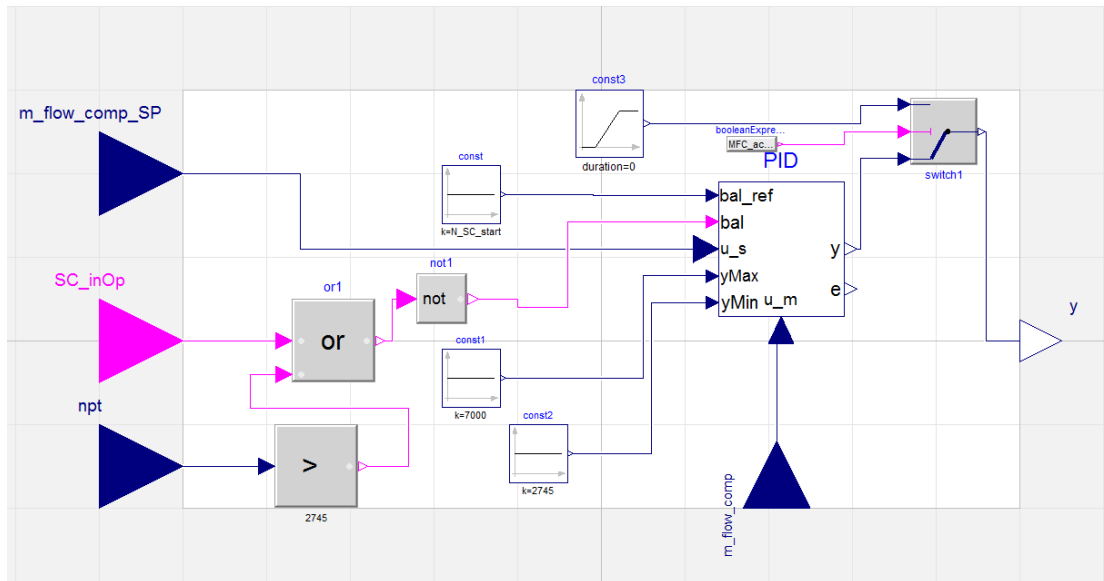 const3
m_flow_comp_SP
booleanExpre...
MFC_ac...
duration=0
PID
const
switch1
bal_ref
k=N_SC_start
bal
u_s
y
not1
SC_inOp
yMax
or1
not
e
yMin
u_m
y
or
const1
npt
k=7000
const2
>
k=2745
m_flow_comp
2745